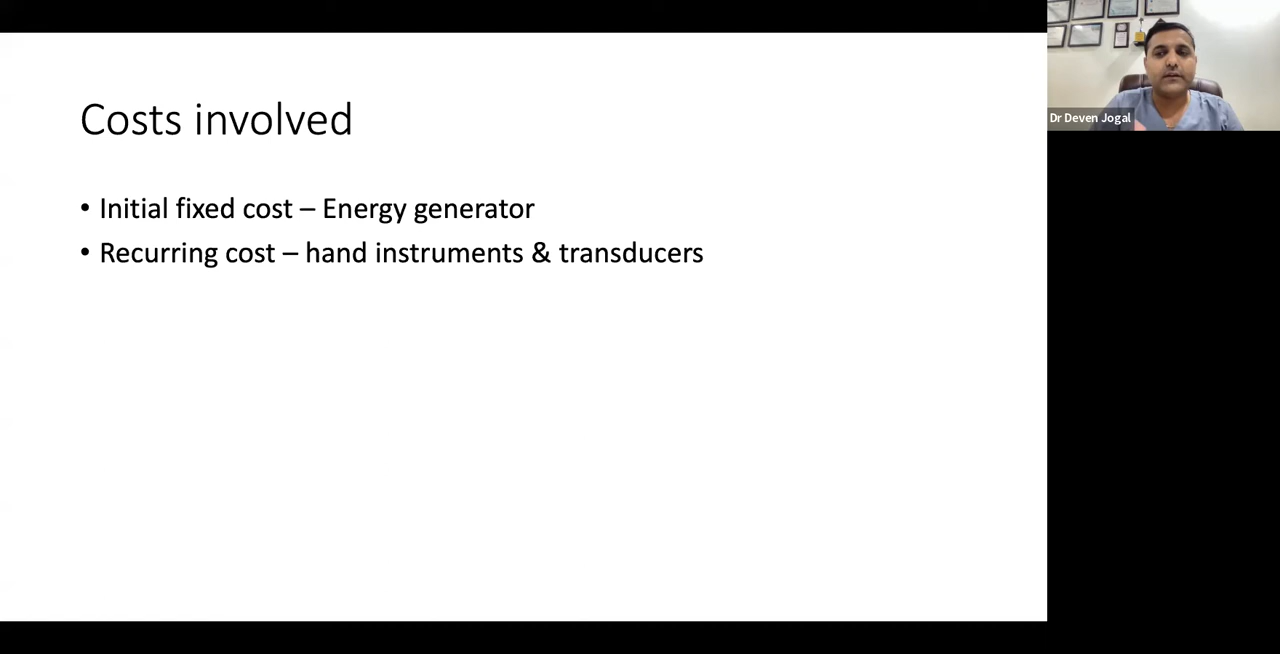 Costs involved
• Initial fixed cost – Energy generator
• Recurring cost – hand instruments & transducers
Dr Deven Jogal